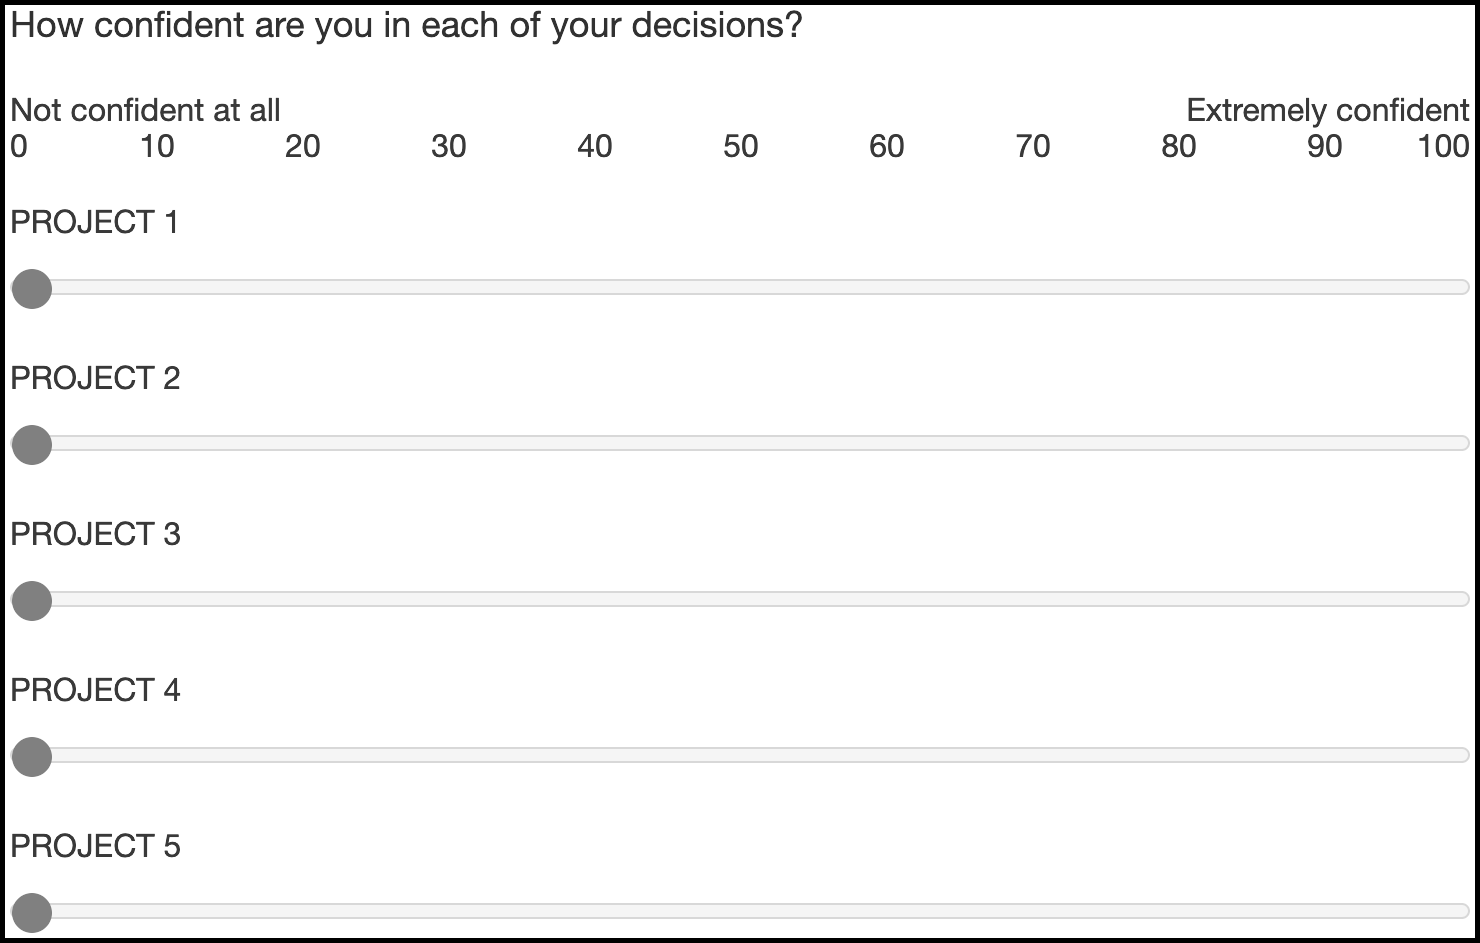 How confident are you in each of your decisions?
Not confident at all Extremely confident
0 10 20 30 40 50 60 70 80 90 100
PROJECT 1
PROJECT 2
PROJECT 3
PROJECT 4
PROJECT 5